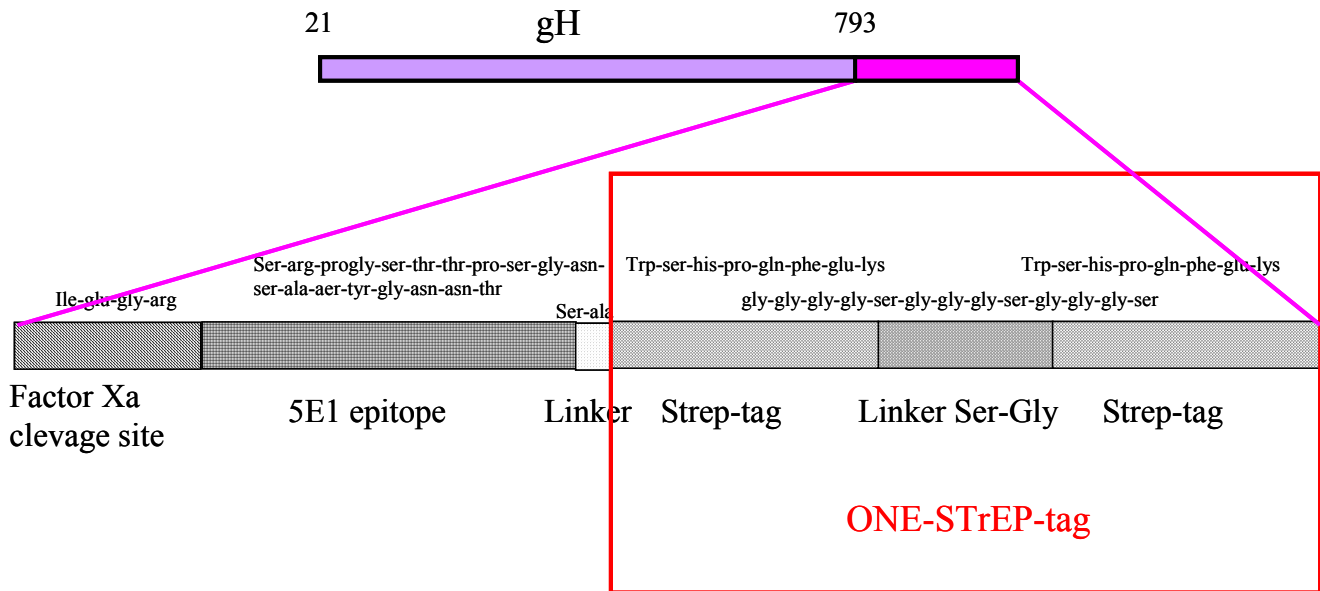 21 gH 793
Ser-arg-progly-ser-thr-thr-pro-ser-gly-asn-
ser-ala-aer-tyr-gly-asn-asn-thr
Trp-ser-his-pro-gln-phe-glu-lys
Trp-ser-his-pro-gln-phe-glu-lys
Ile-glu-gly-arg
gly-gly-gly-gly-ser-gly-gly-gly-ser-gly-gly-gly-ser
Ser-ala
Factor Xa
clevage site
5E1 epitope
Linker
Strep-tag
Linker Ser-Gly
Strep-tag
ONE-STrEP-tag